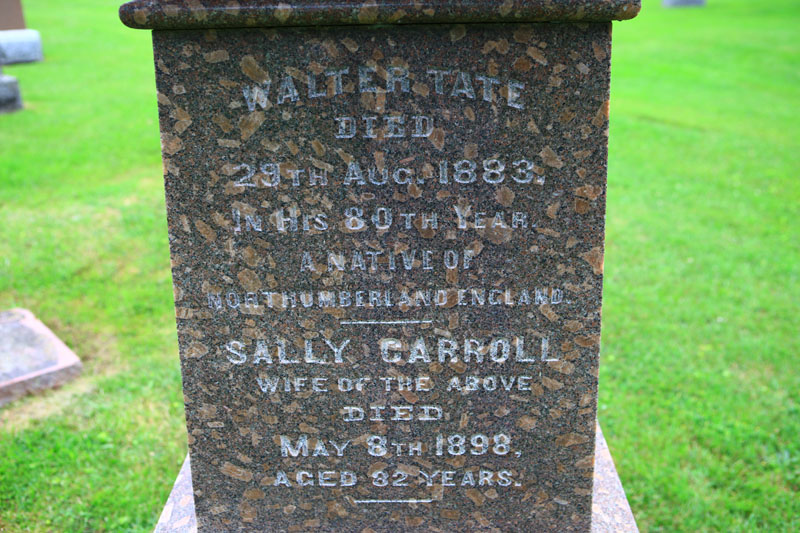 WALTER TATE
DIED
29TH AUG. 1883.
IN HIS 80TH YEAR.
A NATIVE OF
NORTHUMBERLAND ENGLAND.
SALLY CARROLL
WIFE OF THE ABOVE
DIED
MAY 8TH 1898,
AGED 82 YEARS.